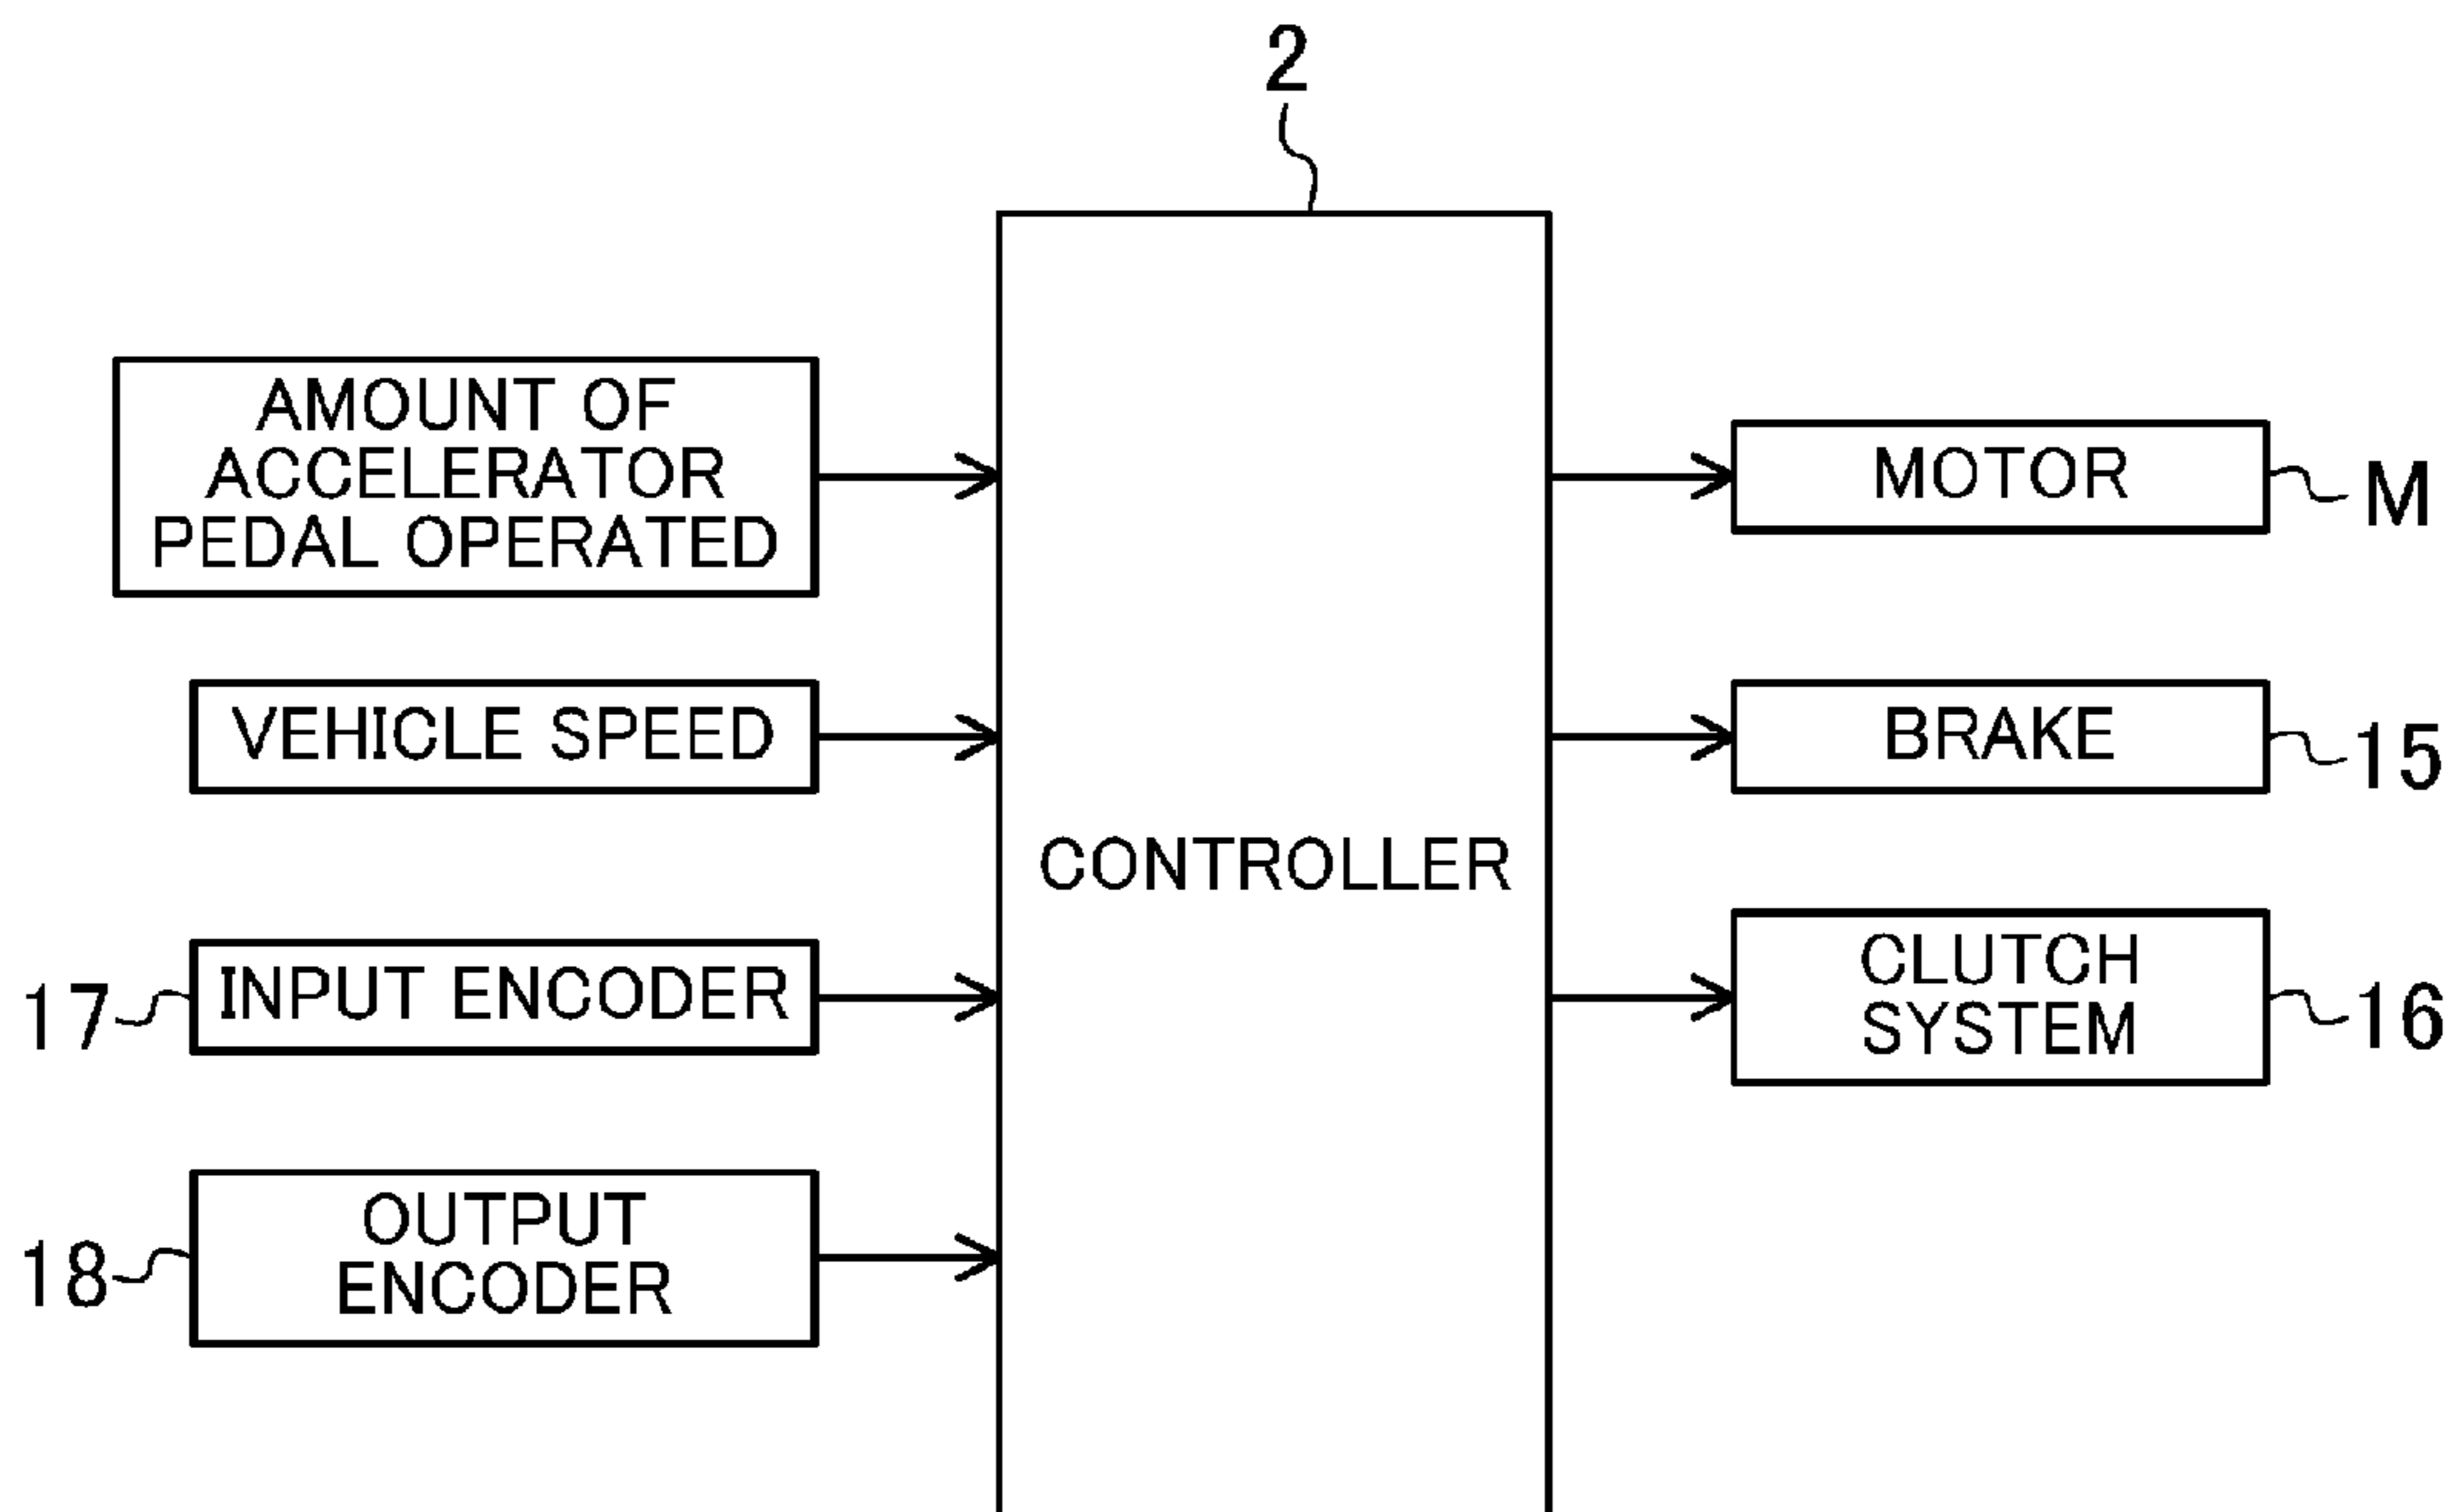 2
AMOUNT OF
ACCELERATOR
PEDAL OPERATED
VEHICLE SPEED
17
INPUT ENCODER
18
OUTPUT
ENCODER
CONTROLLER
MOTOR
M
BRAKE
15
CLUTCH
SYSTEM
16